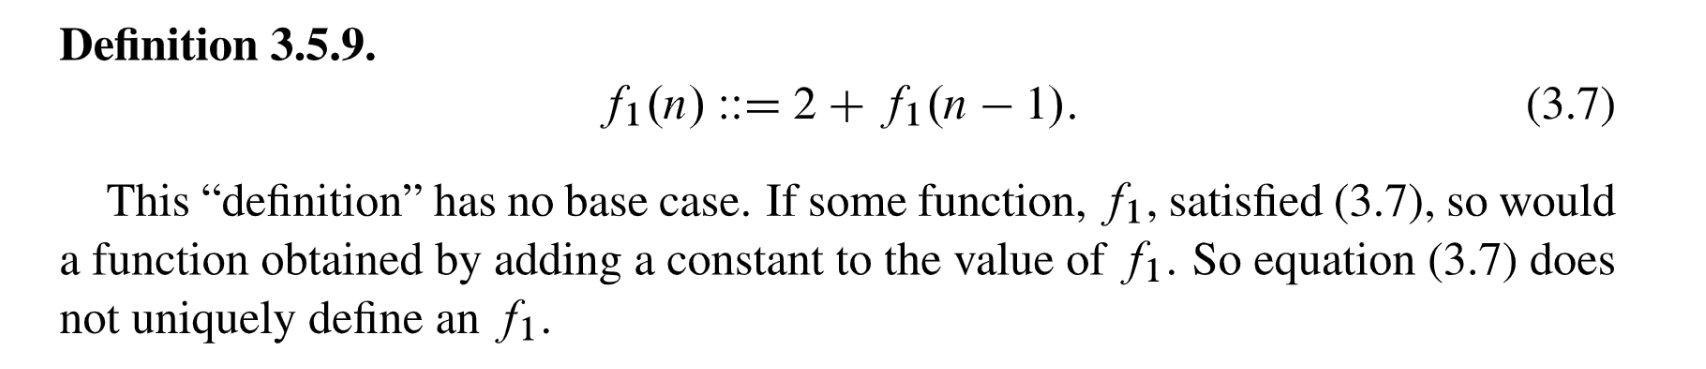 Definition 3.5.9.
f₁(n) ::= 2 + f₁(n − 1). (3.7)
This “definition” has no base case. If some function, f₁, satisfied (3.7), so would
a function obtained by adding a constant to the value of f₁. So equation (3.7) does
not uniquely define an f₁.